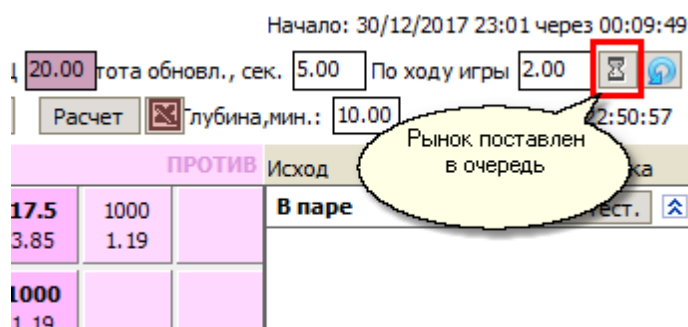 Начало: 30/12/2017 23:01 через 00:09:49
20.00 тота обновл., сек. 5.00 По ходу игры 2.00
Расчет Глубина,мин.: 10.00 22:50:57
Рынок поставлен
в очередь
ПРОТИВ Исход
17.5 1000 В паре
3.85 1.19
1000
1.19